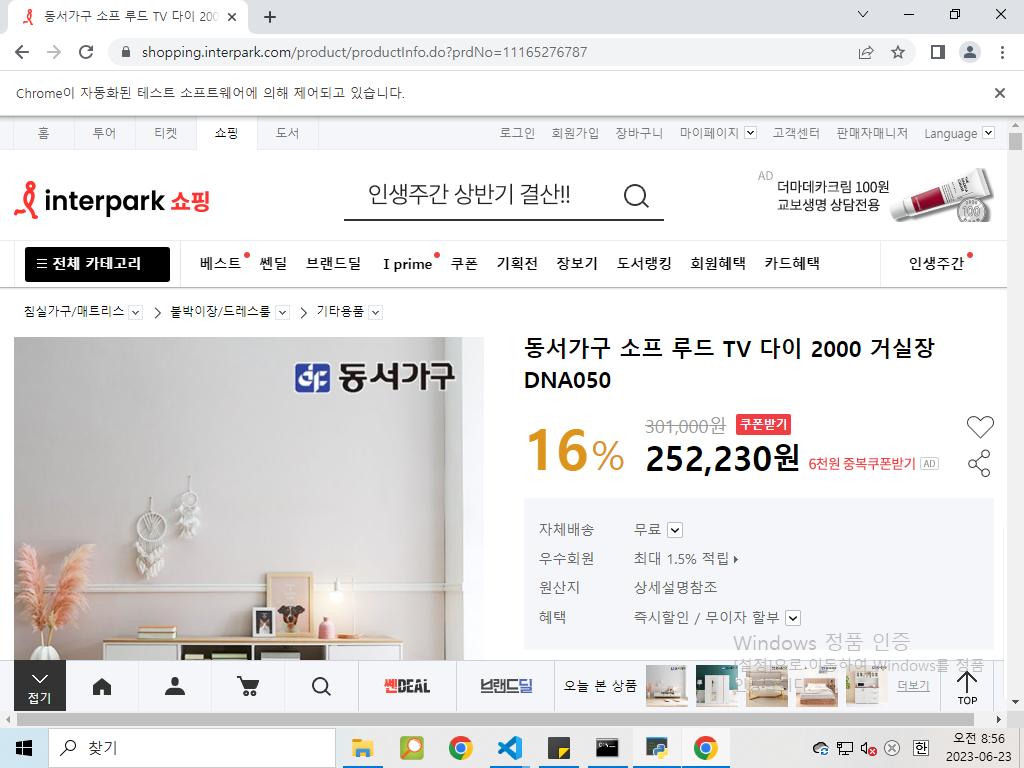 동서가구 소프 루드 TV 다이 200
shopping.interpark.com/product/productInfo.do?prdNo=11165276787
Chrome이 자동화된 테스트 소프트웨어에 의해 제어되고 있습니다.
홈 투어 티켓 쇼핑 도서 로그인 회원가입 장바구니 마이페이지 고객센터 판매자매니저 Language
interpark 쇼핑
인생주간 상반기 결산!!
AD 더마데카크림 100원
교보생명 상담전용
전체 카테고리 베스트 쎈딜 브랜드딜 I prime 쿠폰 기획전 장보기 도서랭킹 회원혜택 카드혜택 인생주간
침실가구/매트리스 붙박이장/드레스룸 기타용품
동서가구
동서가구 소프 루드 TV 다이 2000 거실장
DNA050
16%
301,000원 쿠폰받기
252,230원 6천원 중복쿠폰받기 AD
자체배송 무료
우수회원 최대 1.5% 적립
원산지 상세설명참조
혜택 즉시할인 / 무이자 할부
Windows 정품 인증
[설정]으로 이동하여 Windows를 정품
접기
쎈DEAL
브랜드딜
오늘 본 상품
더보기
TOP
찾기
한
오전 8:56
2023-06-23